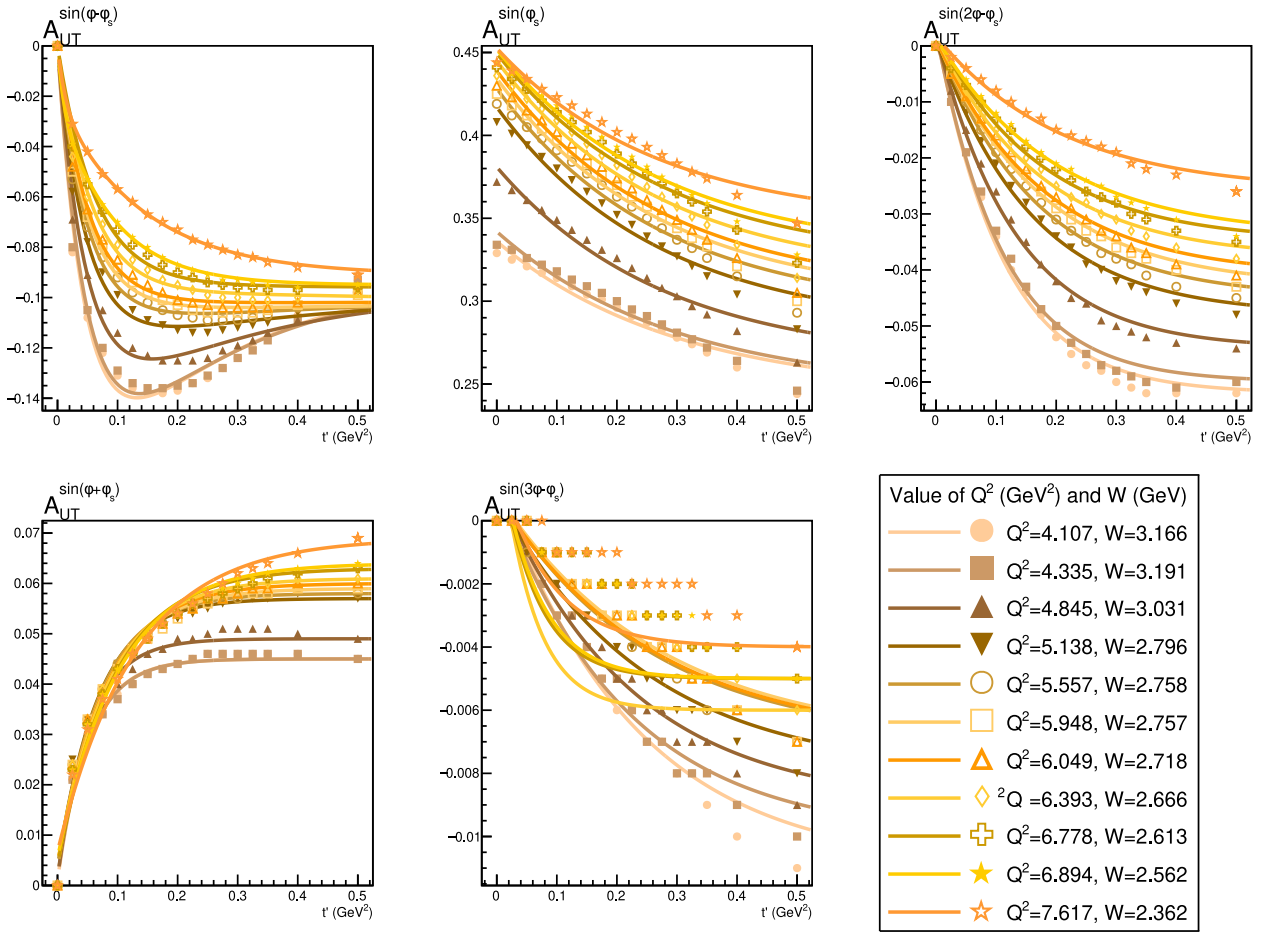 A_UT^sin(φ-φ_s)
0
−0.02
−0.04
−0.06
−0.08
−0.1
−0.12
−0.14
0 0.1 0.2 0.3 0.4 0.5
t' (GeV²)
A_UT^sin(φ_s)
0.45
0.4
0.35
0.3
0.25
0 0.1 0.2 0.3 0.4 0.5
t' (GeV²)
A_UT^sin(2φ-φ_s)
0
−0.01
−0.02
−0.03
−0.04
−0.05
−0.06
0 0.1 0.2 0.3 0.4 0.5
t' (GeV²)
A_UT^sin(φ+φ_s)
0.07
0.06
0.05
0.04
0.03
0.02
0.01
0
0 0.1 0.2 0.3 0.4 0.5
t' (GeV²)
A_UT^sin(3φ-φ_s)
0
−0.002
−0.004
−0.006
−0.008
−0.01
0 0.1 0.2 0.3 0.4 0.5
t' (GeV²)
Value of Q² (GeV²) and W (GeV)
Q²=4.107, W=3.166
Q²=4.335, W=3.191
Q²=4.845, W=3.031
Q²=5.138, W=2.796
Q²=5.557, W=2.758
Q²=5.948, W=2.757
Q²=6.049, W=2.718
²Q =6.393, W=2.666
Q²=6.778, W=2.613
Q²=6.894, W=2.562
Q²=7.617, W=2.362